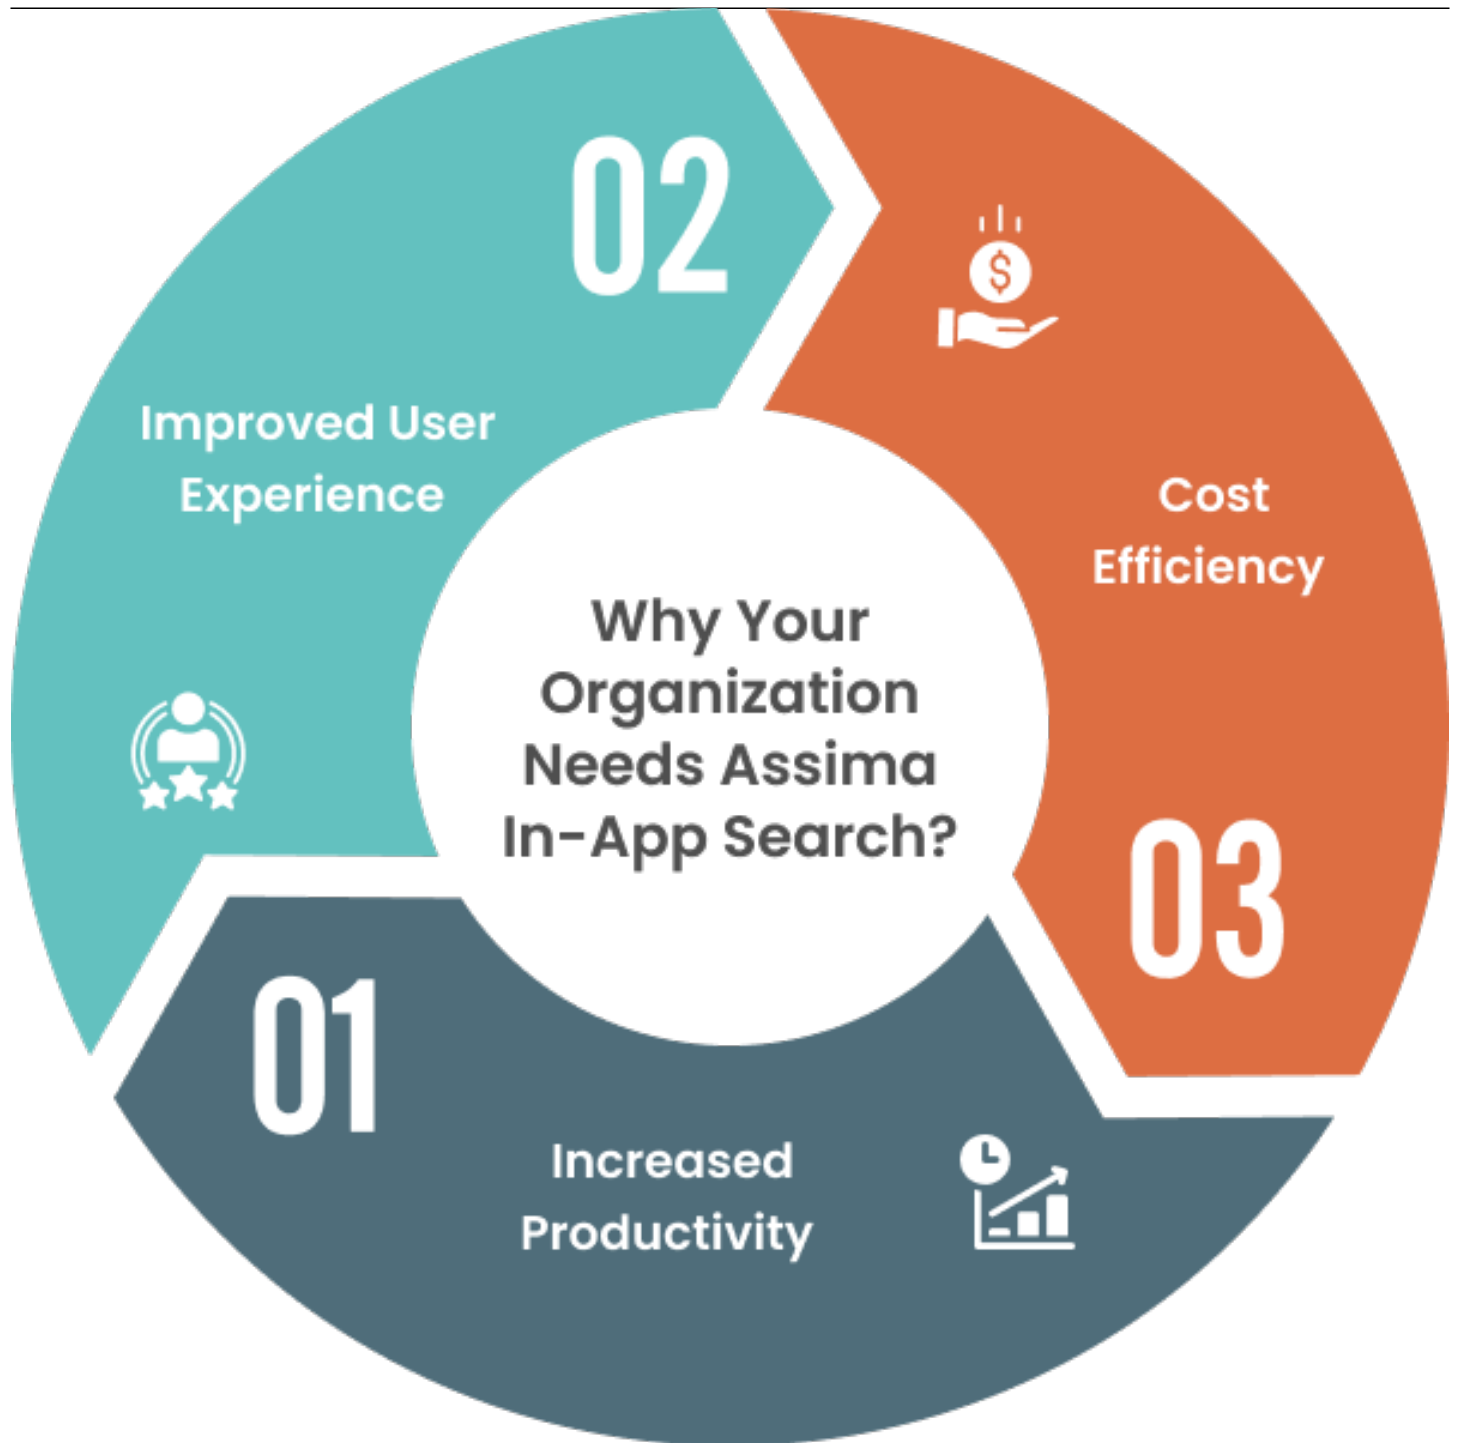 02
Improved User
Experience
Cost
Efficiency
Why Your
Organization
Needs Assima
In-App Search?
03
01
Increased
Productivity
$